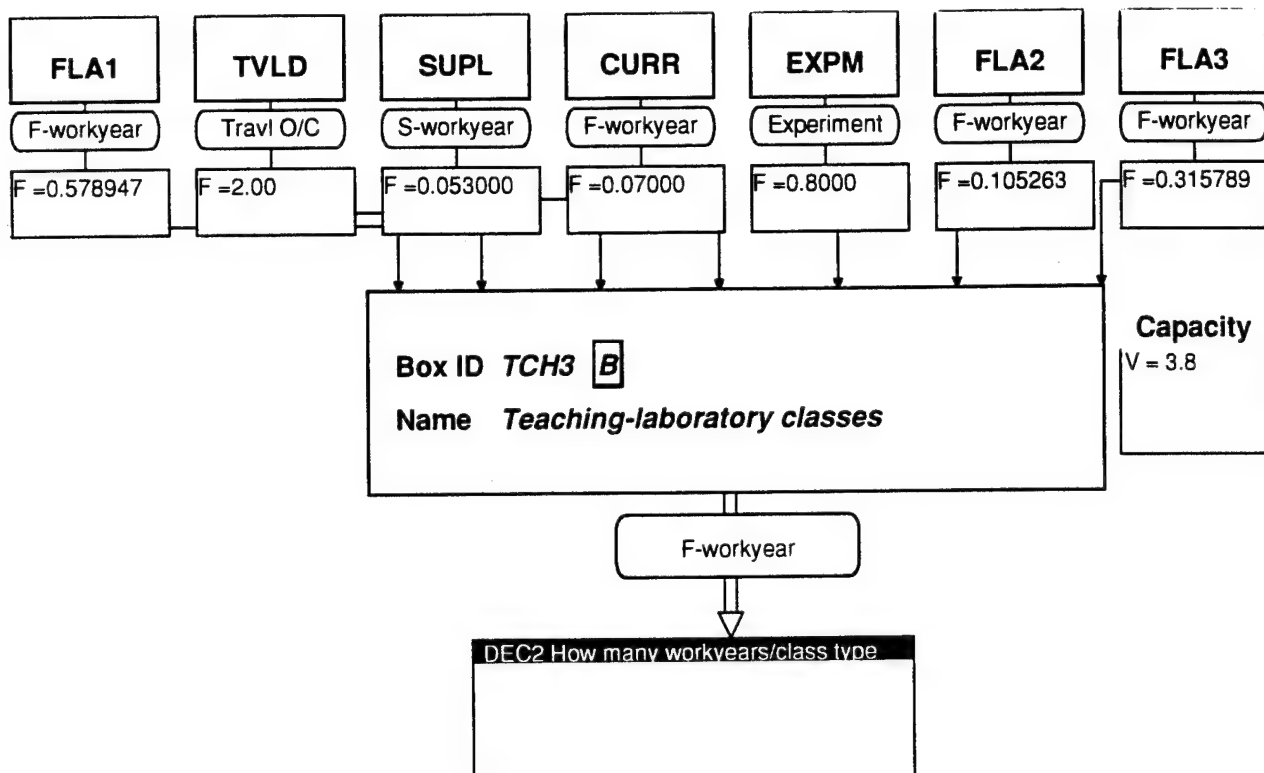 FLA1 TVLD SUPL CURR EXPM FLA2 FLA3
F-workyear Travl O/C S-workyear F-workyear Experiment F-workyear F-workyear
F =0.578947 F =2.00 F =0.053000 F =0.07000 F =0.8000 F =0.105263 F =0.315789
Capacity
V = 3.8
Box ID TCH3 B
Name Teaching-laboratory classes
F-workyear
DEC2 How many workyears/class type